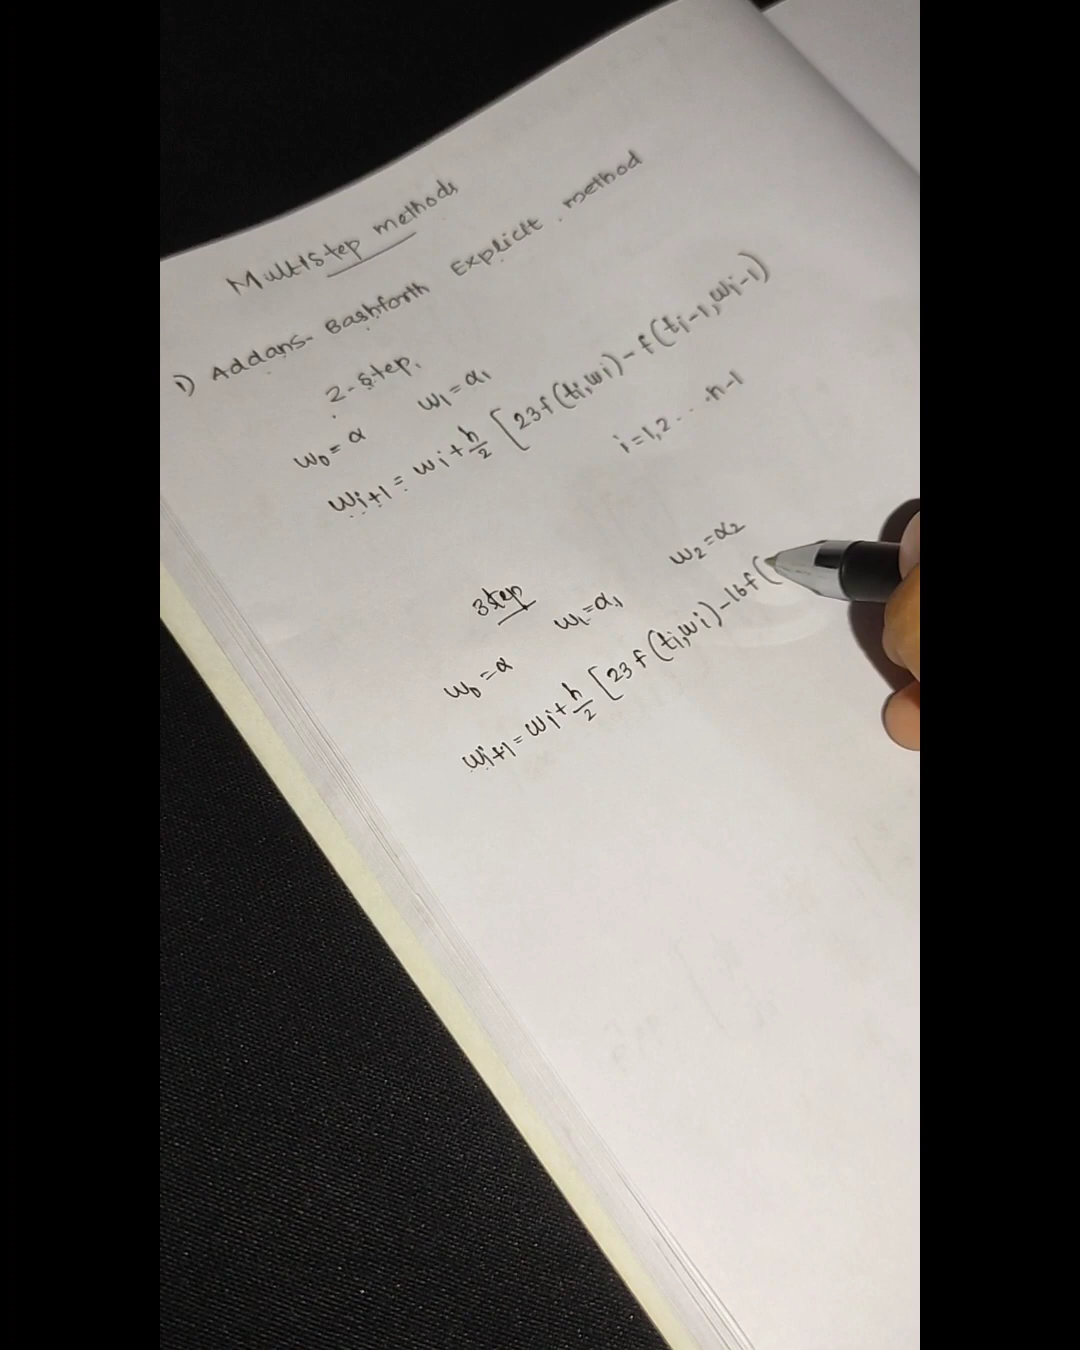 Multistep methods
1) Addans- Bashforth Explicit method
2-step.
w0 = α w1 = α1
wi+1 = wi + h/2 [23f(ti,wi) - f(ti-1,wi-1)
i=1,2...n-1
3step
w0 = α w1 = α1 w2 = α2
wi+1 = wi + h/2 [23 f(ti,wi) - 16f(